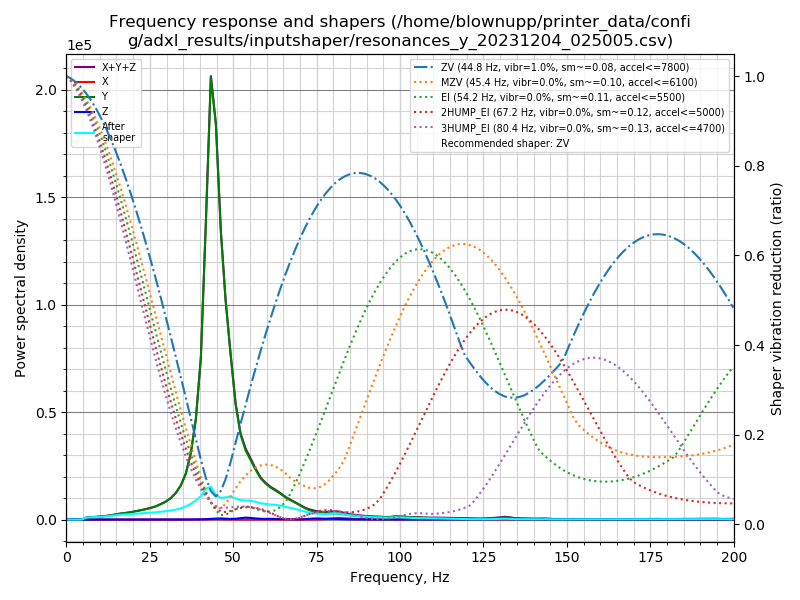 Frequency response and shapers (/home/blownupp/printer_data/confi
g/adxl_results/inputshaper/resonances_y_20231204_025005.csv)
1e5
X+Y+Z
X
Y
Z
After
shaper
ZV (44.8 Hz, vibr=1.0%, sm~=0.08, accel<=7800)
MZV (45.4 Hz, vibr=0.0%, sm~=0.10, accel<=6100)
EI (54.2 Hz, vibr=0.0%, sm~=0.11, accel<=5500)
2HUMP_EI (67.2 Hz, vibr=0.0%, sm~=0.12, accel<=5000)
3HUMP_EI (80.4 Hz, vibr=0.0%, sm~=0.13, accel<=4700)
Recommended shaper: ZV
Power spectral density
2.0
1.5
1.0
0.5
0.0
1.0
0.8
0.6
0.4
0.2
0.0
Shaper vibration reduction (ratio)
0 25 50 75 100 125 150 175 200
Frequency, Hz